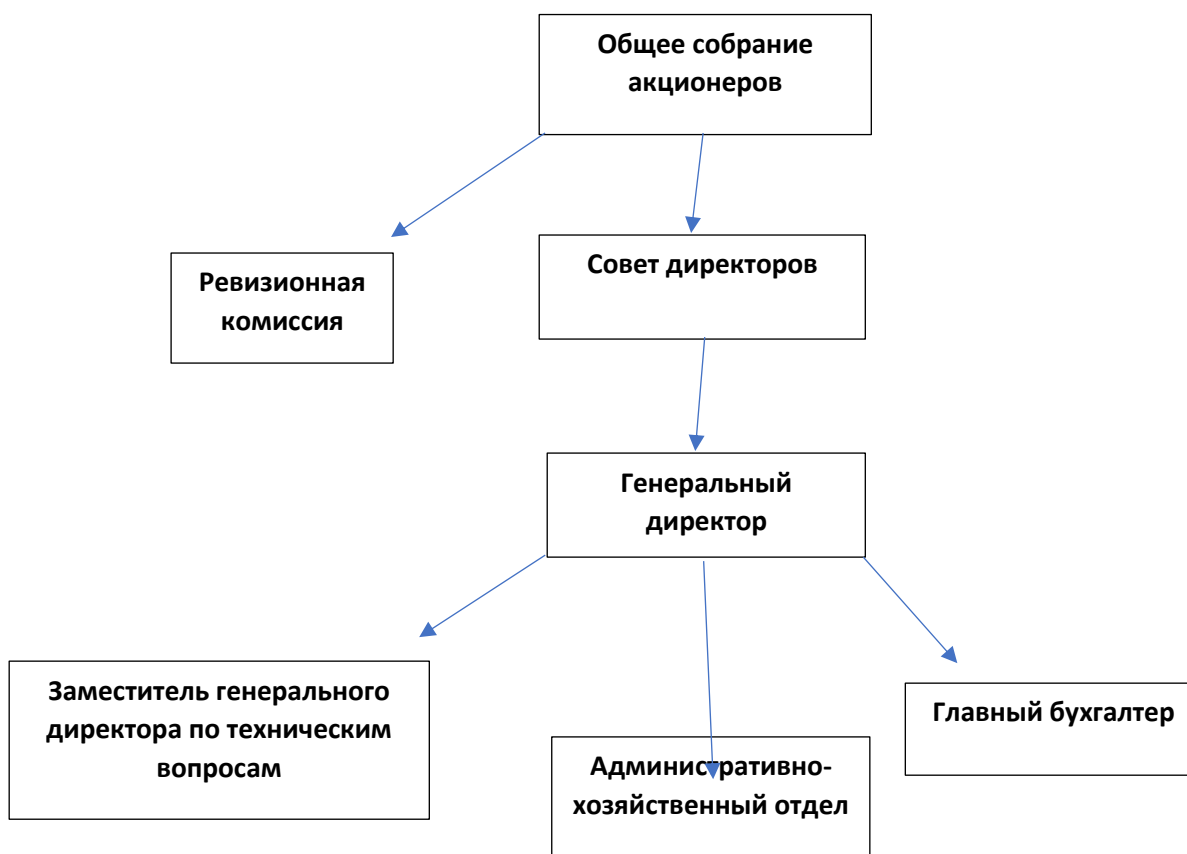 Общее собрание
акционеров
Ревизионная
комиссия
Совет директоров
Генеральный
директор
Заместитель генерального
директора по техническим
вопросам
Административно-
хозяйственный отдел
Главный бухгалтер